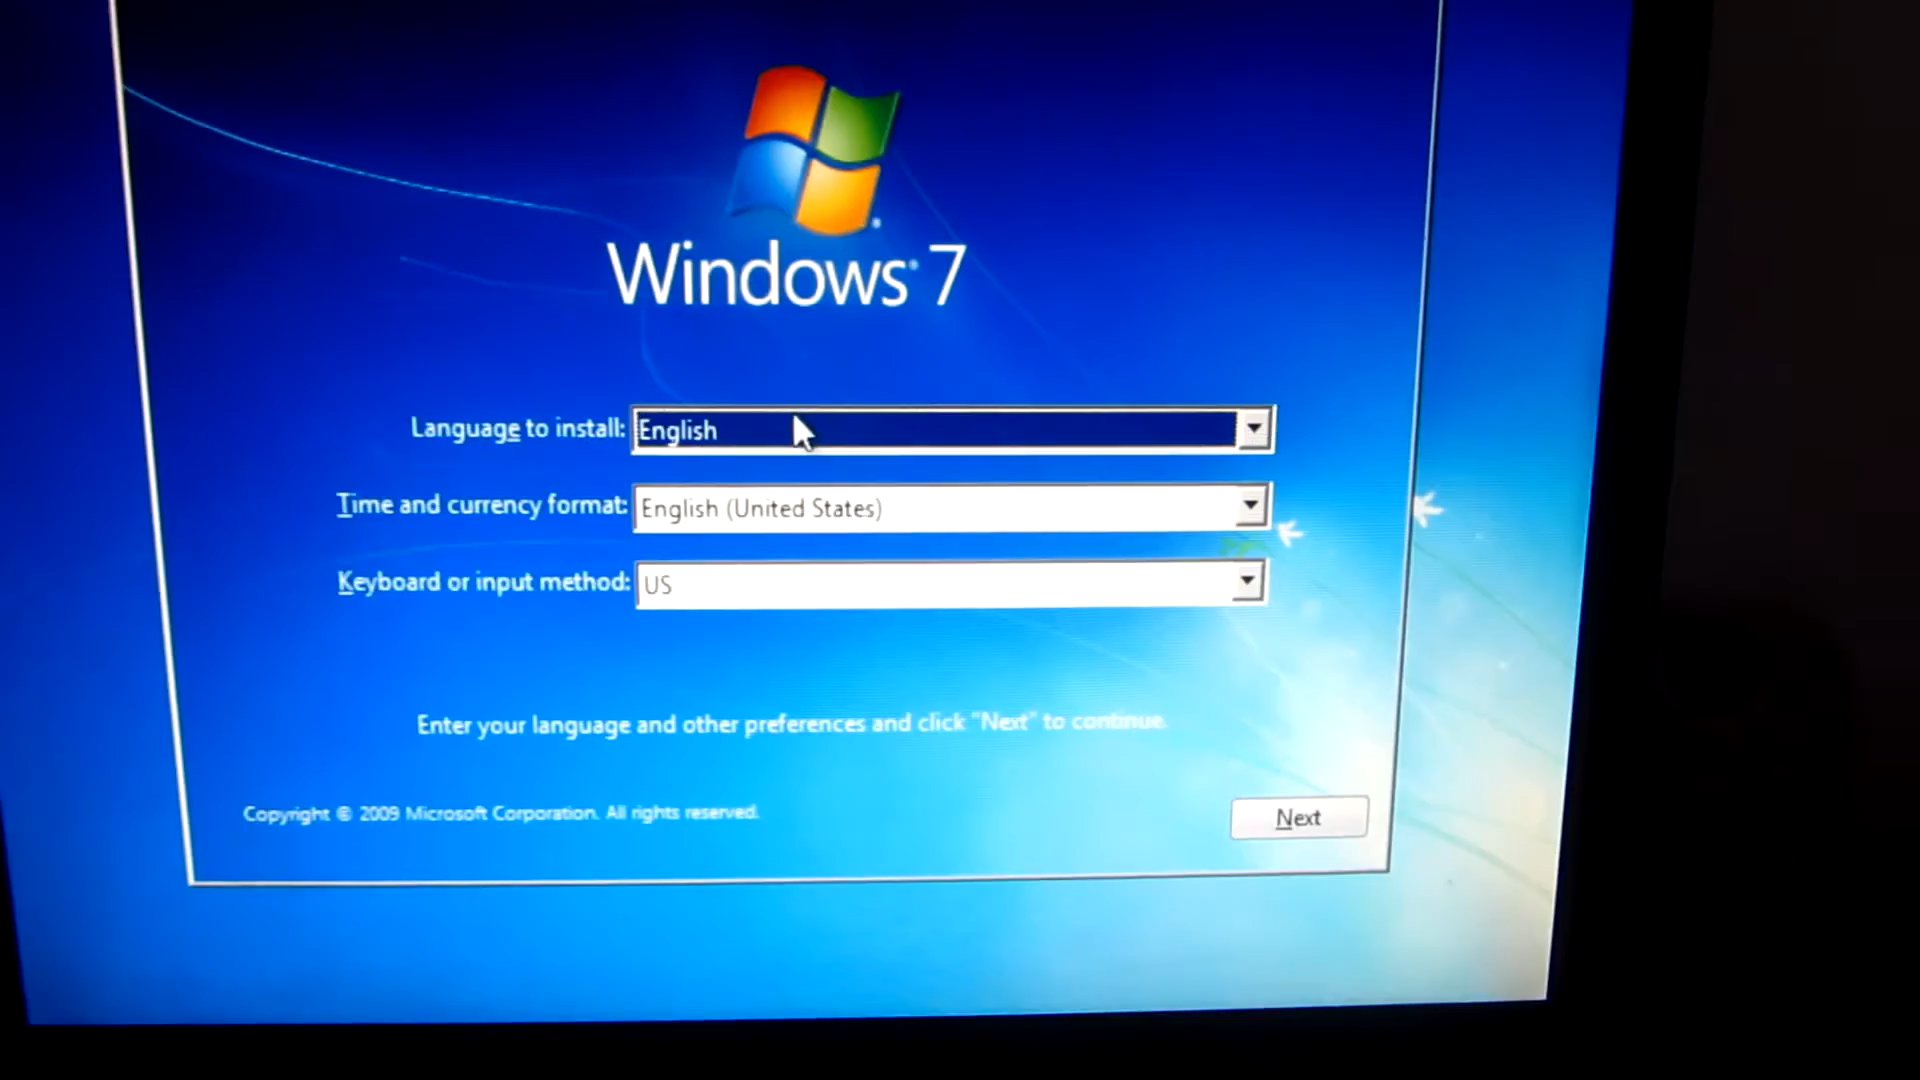 Windows® 7
Language to install: English
Time and currency format: English (United States)
Keyboard or input method: US
Enter your language and other preferences and click "Next" to continue.
Copyright © 2009 Microsoft Corporation. All rights reserved.
Next